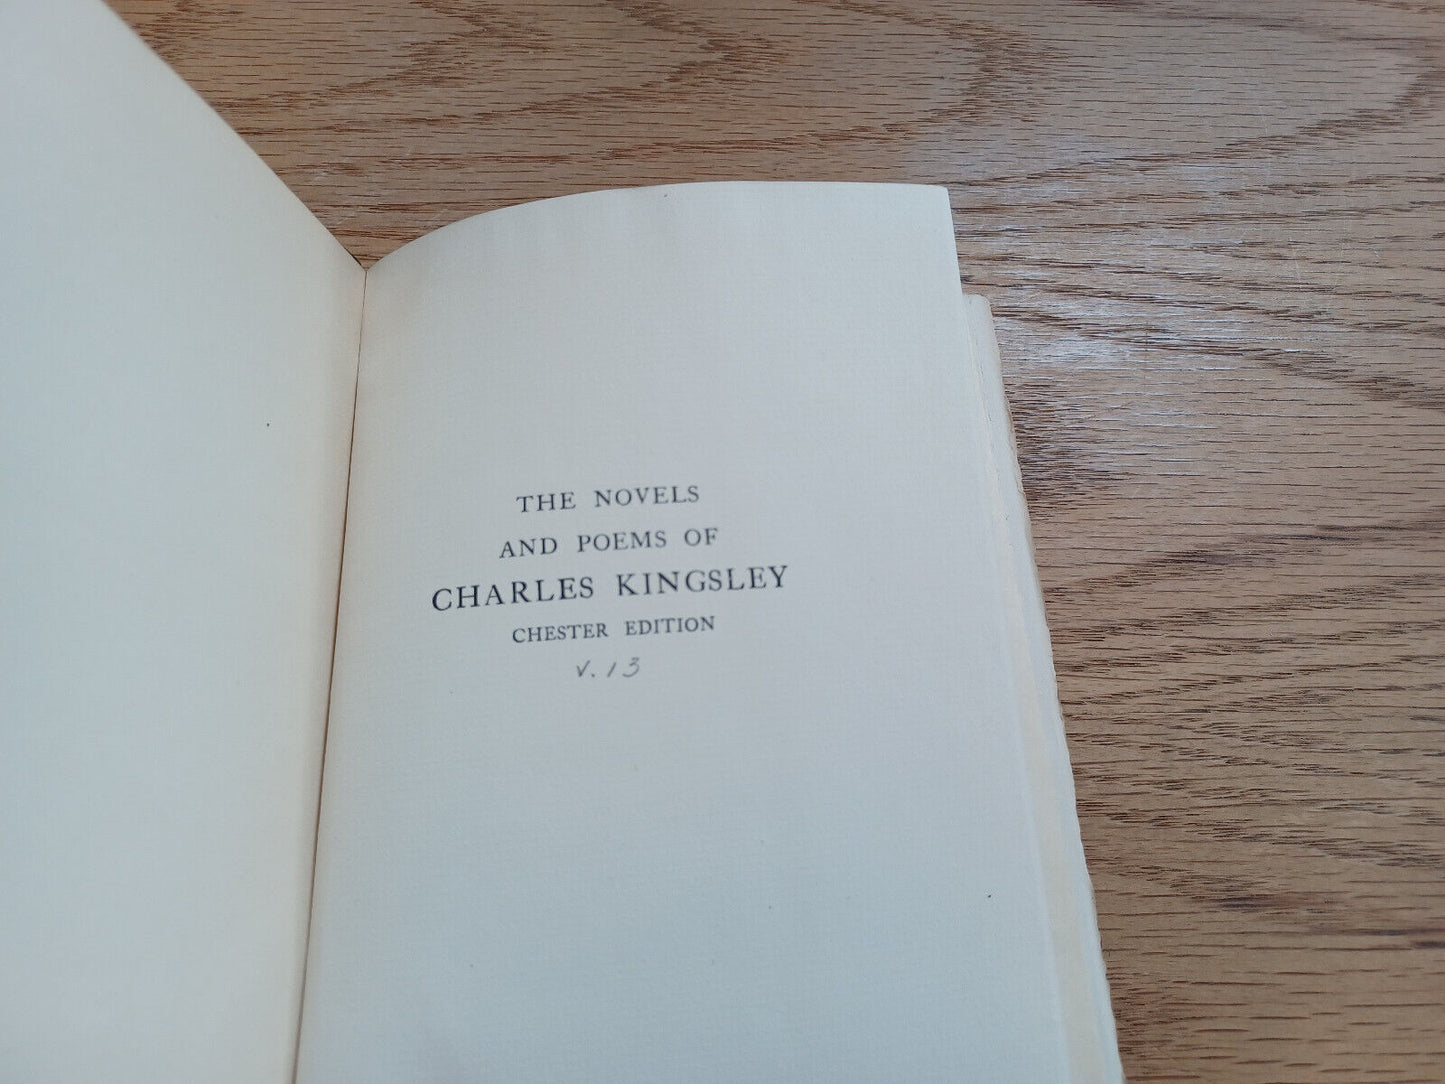 THE NOVELS
AND POEMS OF
CHARLES KINGSLEY
CHESTER EDITION
v. 13